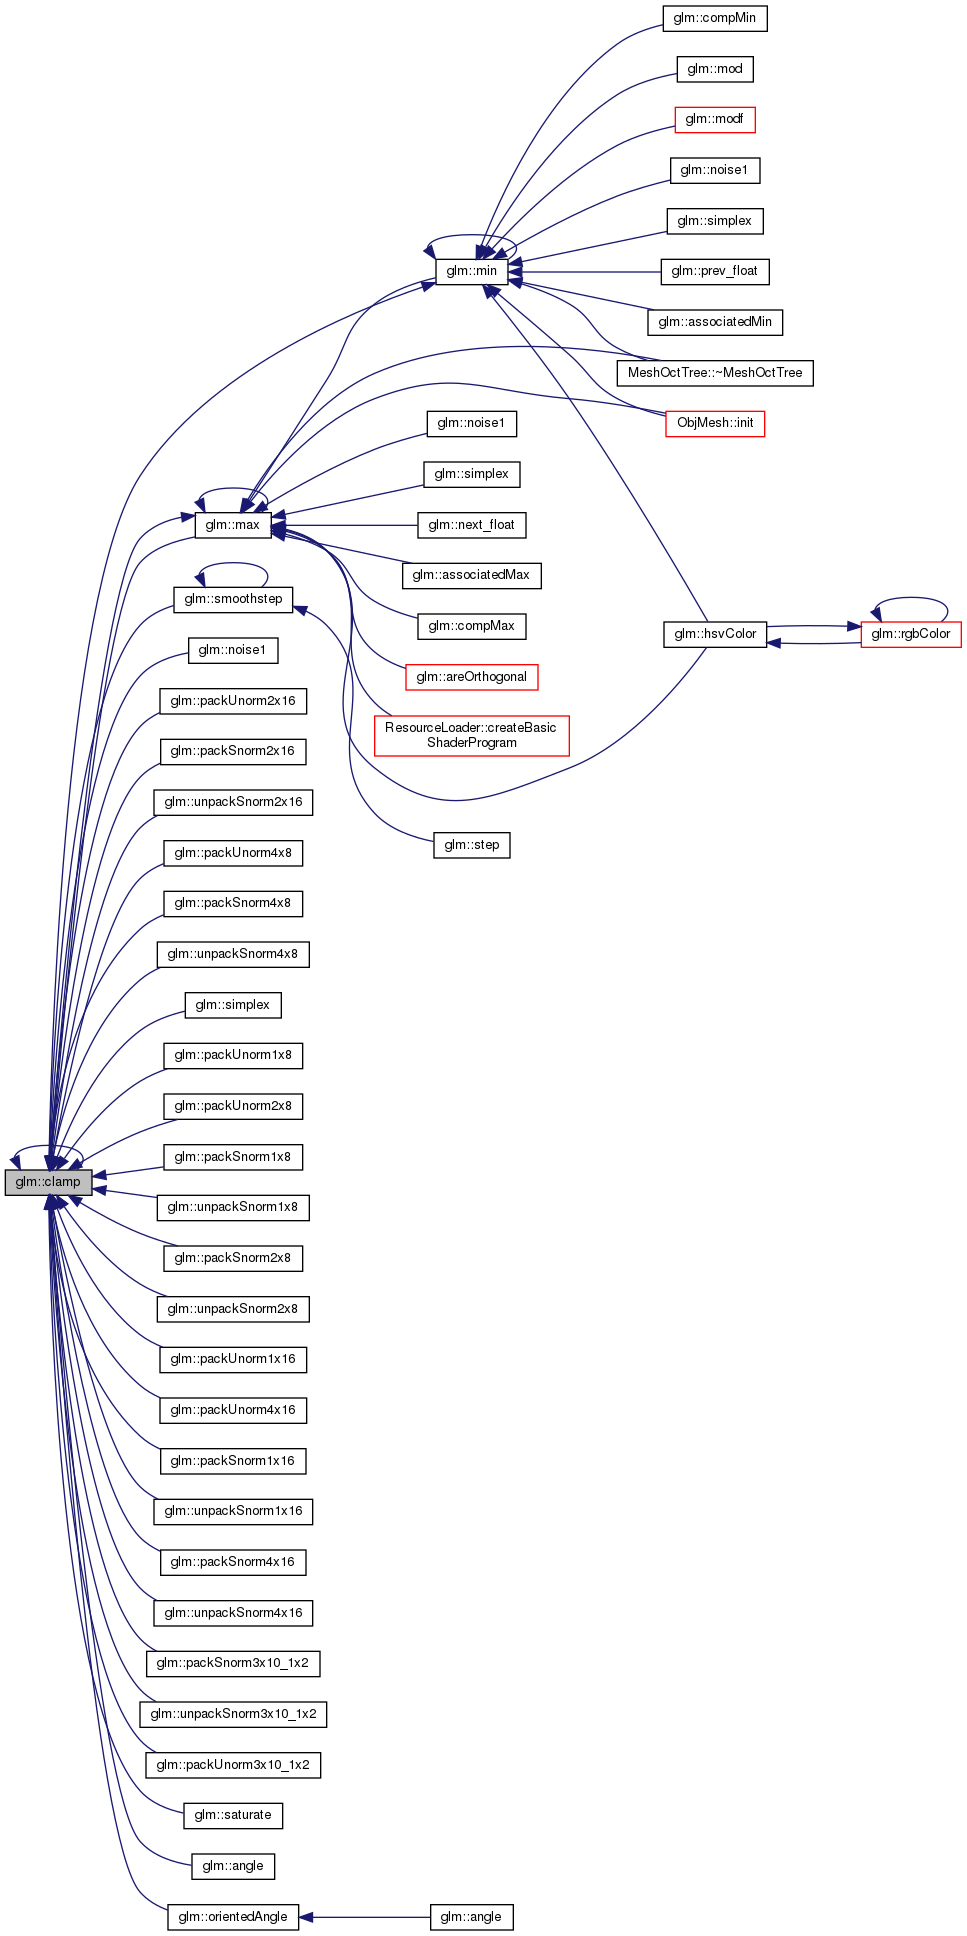 glm::compMin
glm::mod
glm::modf
glm::noise1
glm::simplex
glm::min
glm::prev_float
glm::associatedMin
MeshOctTree::~MeshOctTree
ObjMesh::init
glm::noise1
glm::simplex
glm::max
glm::next_float
glm::associatedMax
glm::smoothstep
glm::compMax
glm::hsvColor
glm::rgbColor
glm::noise1
glm::areOrthogonal
glm::packUnorm2x16
ResourceLoader::createBasic
ShaderProgram
glm::packSnorm2x16
glm::unpackSnorm2x16
glm::step
glm::packUnorm4x8
glm::packSnorm4x8
glm::unpackSnorm4x8
glm::simplex
glm::packUnorm1x8
glm::packUnorm2x8
glm::packSnorm1x8
glm::clamp
glm::unpackSnorm1x8
glm::packSnorm2x8
glm::unpackSnorm2x8
glm::packUnorm1x16
glm::packUnorm4x16
glm::packSnorm1x16
glm::unpackSnorm1x16
glm::packSnorm4x16
glm::unpackSnorm4x16
glm::packSnorm3x10_1x2
glm::unpackSnorm3x10_1x2
glm::packUnorm3x10_1x2
glm::saturate
glm::angle
glm::orientedAngle
glm::angle